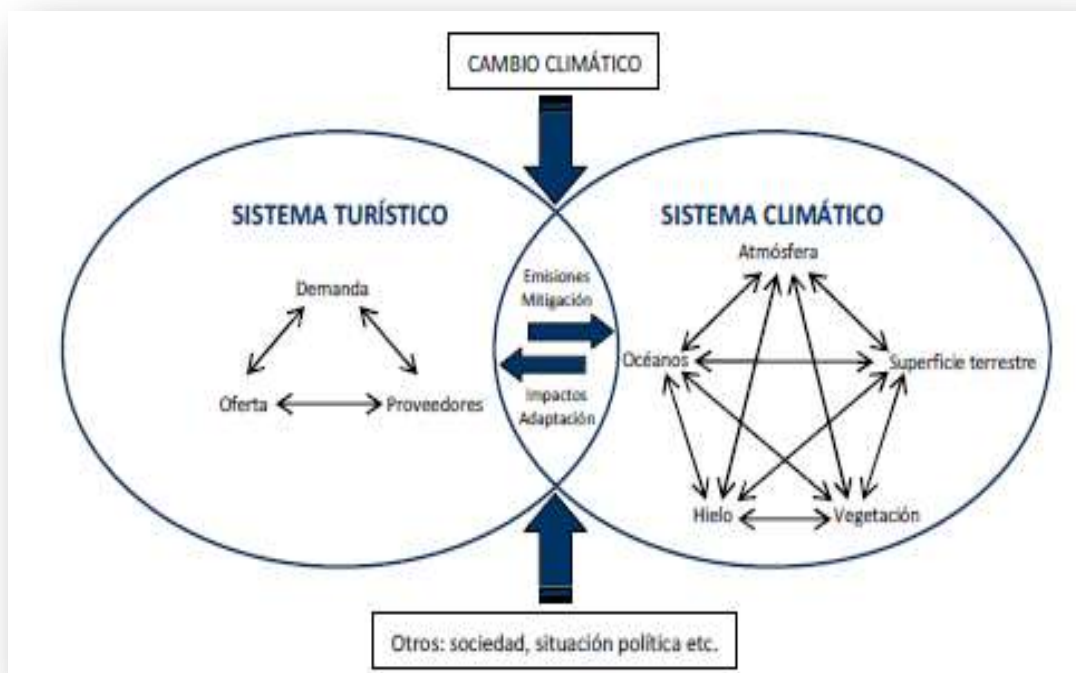 CAMBIO CLIMÁTICO
SISTEMA TURÍSTICO
Demanda
Oferta
Proveedores
Emisiones
Mitigación
Impactos
Adaptación
SISTEMA CLIMÁTICO
Atmósfera
Océanos
Superficie terrestre
Hielo
Vegetación
Otros: sociedad, situación política etc.